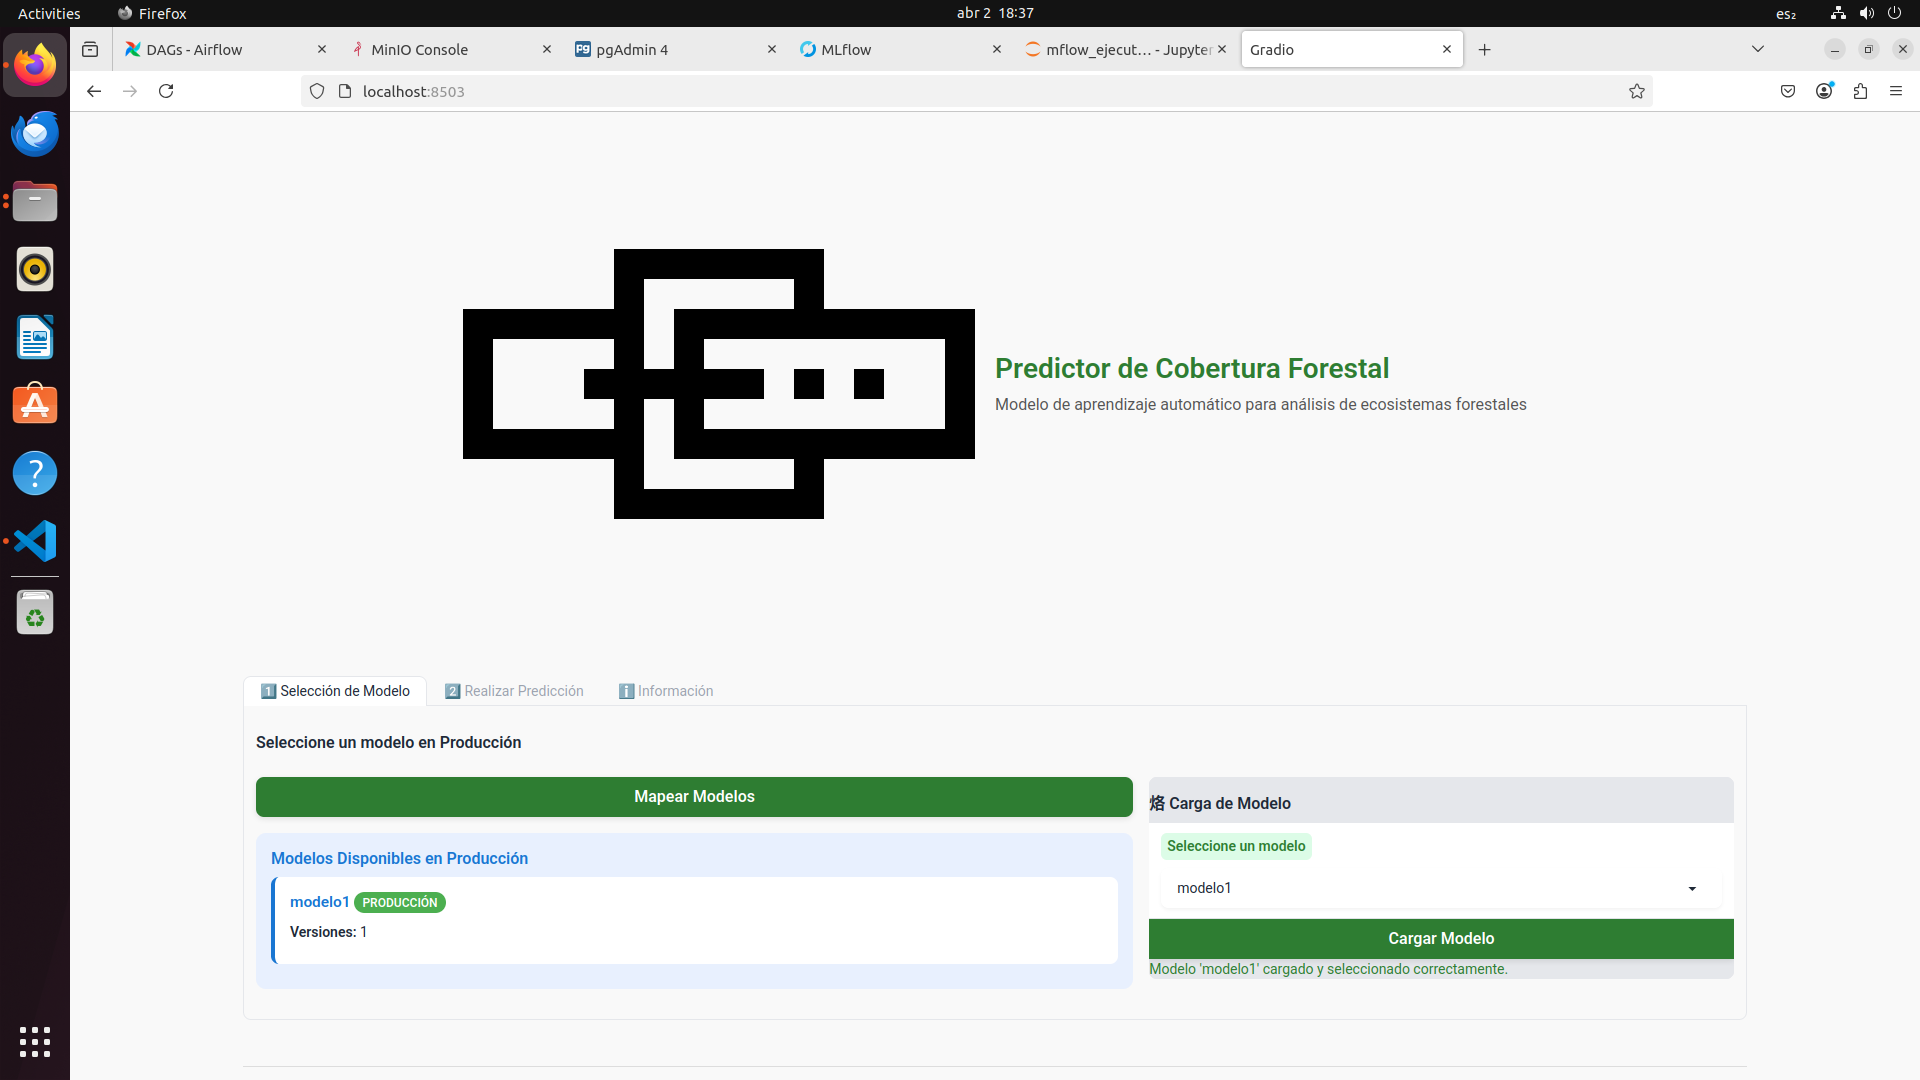 Activities
Firefox
abr 2 18:37
es₂
DAGs - Airflow
MinIO Console
pgAdmin 4
MLflow
mflow_ejecut… - Jupyter
Gradio
localhost:8503
Predictor de Cobertura Forestal
Modelo de aprendizaje automático para análisis de ecosistemas forestales
1️⃣ Selección de Modelo
2️⃣ Realizar Predicción
ℹ️ Información
Seleccione un modelo en Producción
Mapear Modelos
Modelos Disponibles en Producción
modelo1 PRODUCCIÓN
Versiones: 1
烙 Carga de Modelo
Seleccione un modelo
modelo1
Cargar Modelo
Modelo 'modelo1' cargado y seleccionado correctamente.